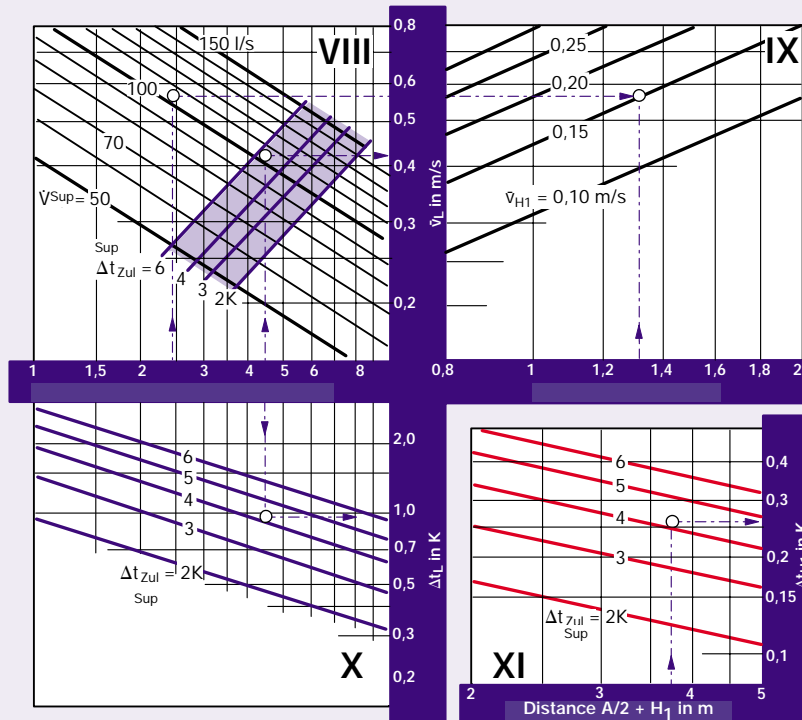 VIII
150 l/s
100
70
V̇Sup= 50
Sup
Δt Zul = 6
4
3
2K
0,8
0,6
0,5
0,4
0,3
0,2
v̄L in m/s
1 1,5 2 3 4 5 6 8
IX
0,25
0,20
0,15
v̄H1 = 0,10 m/s
0,8 1 1,2 1,4 1,6 1,8 2
X
6
5
4
3
Δt Zul = 2K
Sup
2,0
1,0
0,7
0,5
0,3
0,2
ΔtL in K
XI
6
5
4
3
Δt Zul = 2K
Sup
0,4
0,3
0,2
0,15
0,1
in K
2 3 4 5
Distance A/2 + H1 in m